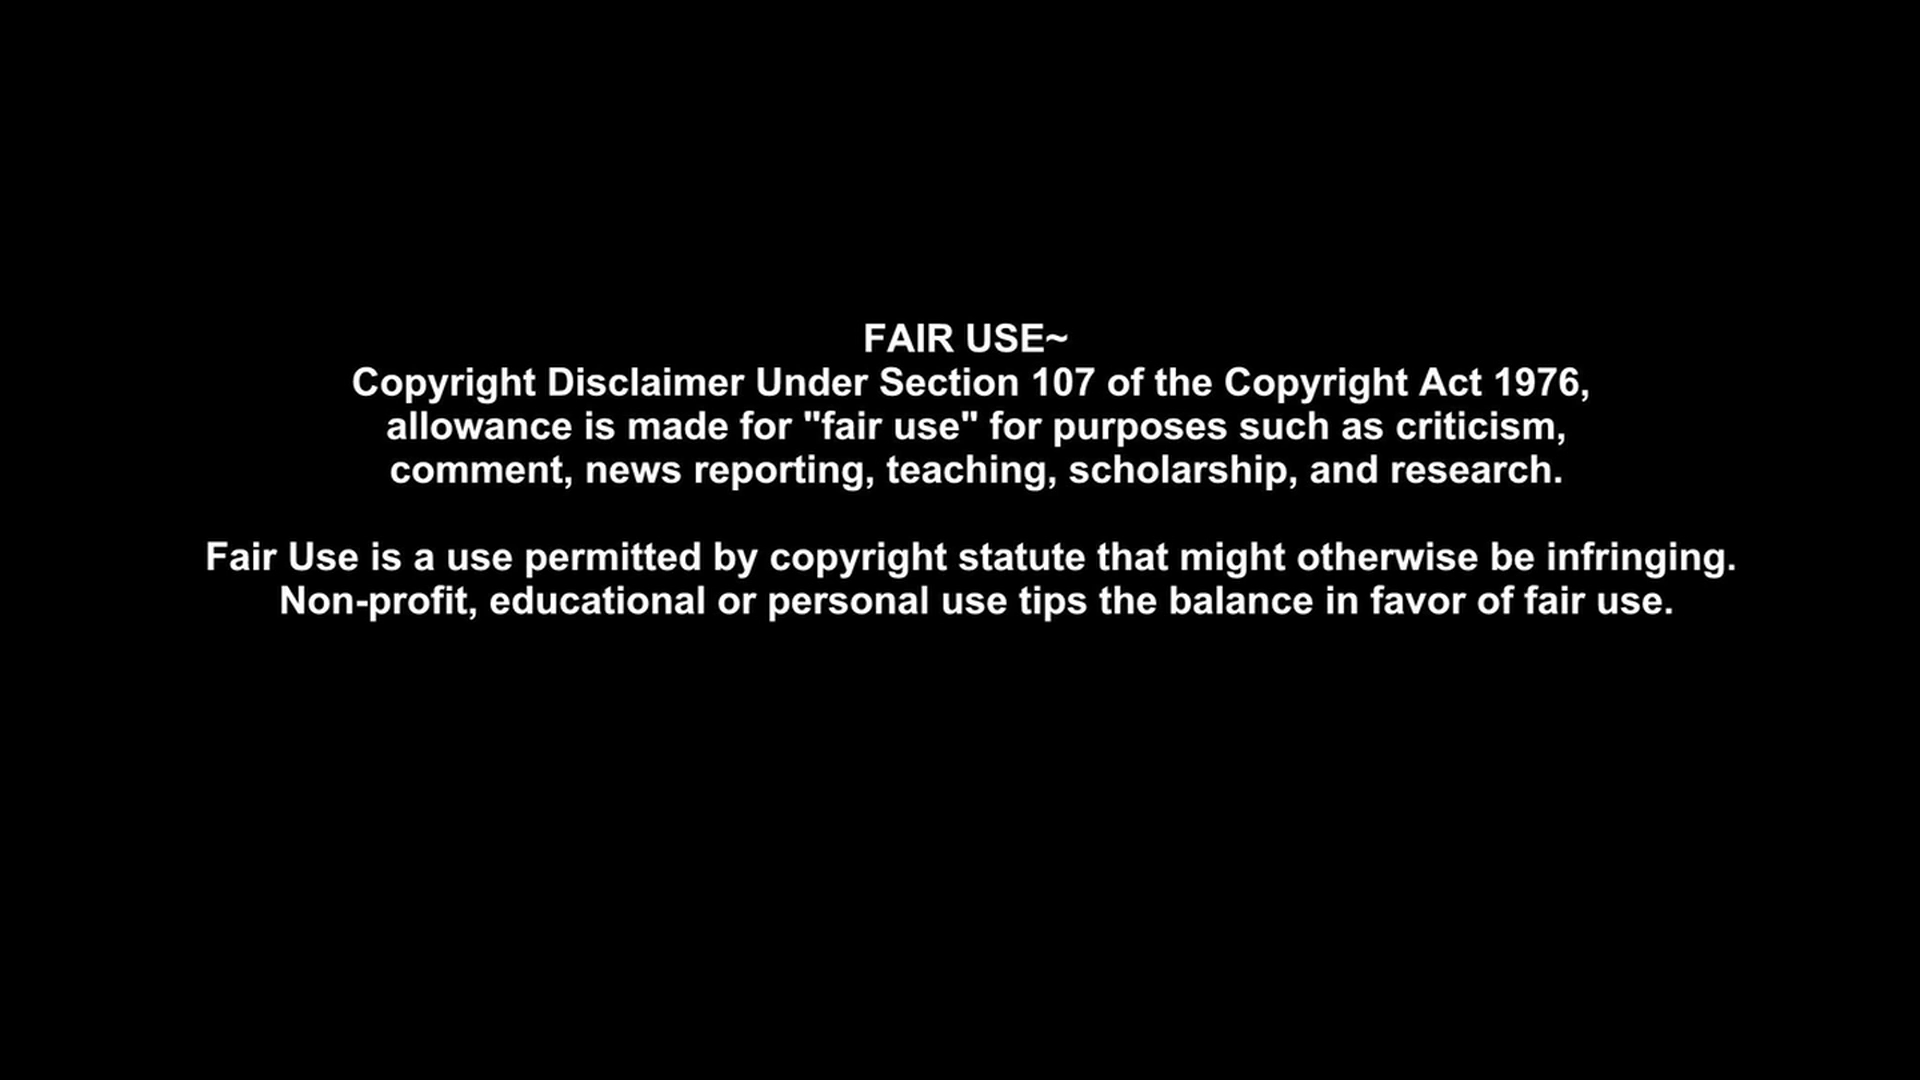 FAIR USE~
Copyright Disclaimer Under Section 107 of the Copyright Act 1976,
allowance is made for "fair use" for purposes such as criticism,
comment, news reporting, teaching, scholarship, and research.
Fair Use is a use permitted by copyright statute that might otherwise be infringing.
Non-profit, educational or personal use tips the balance in favor of fair use.